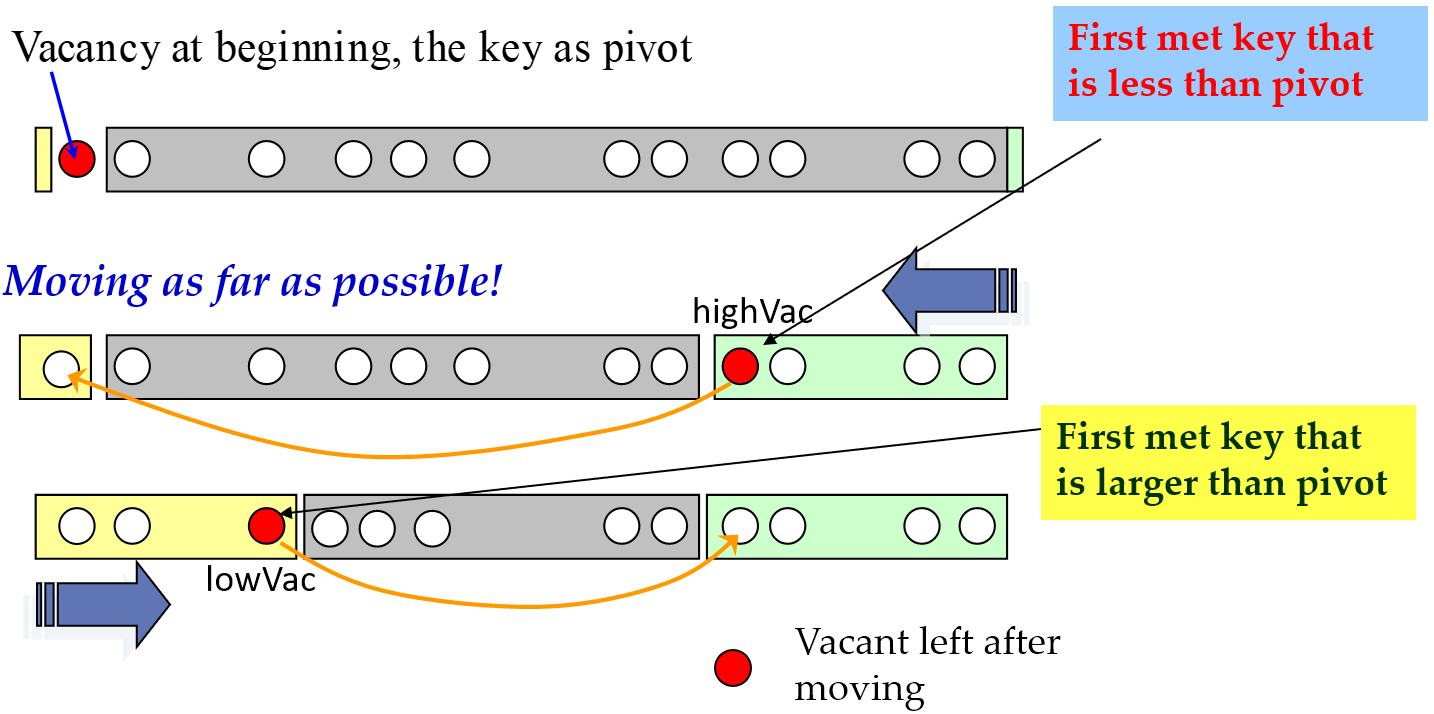 Vacancy at beginning, the key as pivot
First met key that
is less than pivot
Moving as far as possible!
highVac
First met key that
is larger than pivot
lowVac
Vacant left after
moving